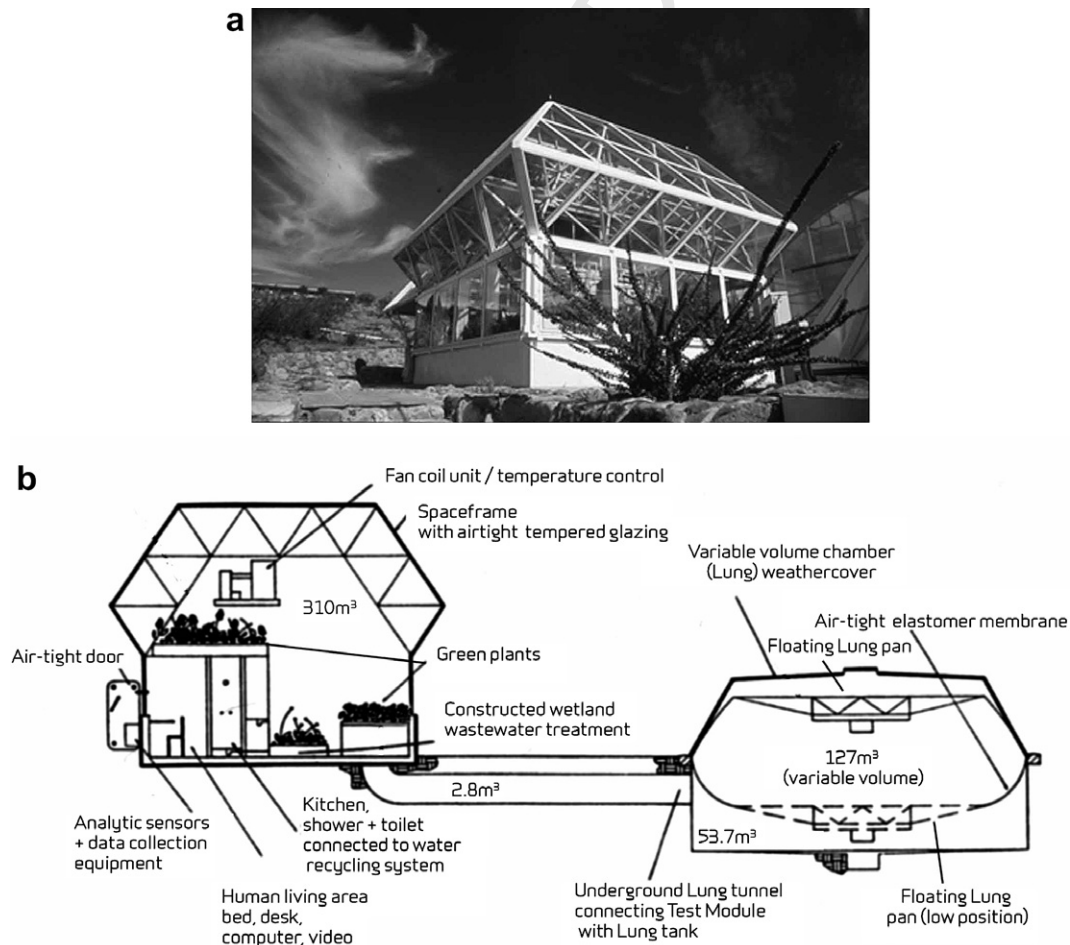 a
b
Fan coil unit / temperature control
Spaceframe
with airtight tempered glazing
Variable volume chamber
(Lung) weathercover
310m³
Air-tight elastomer membrane
Floating Lung pan
Air-tight door
Green plants
Constructed wetland
wastewater treatment
127m³
(variable volume)
2.8m³
53.7m³
Analytic sensors
+ data collection
equipment
Kitchen,
shower + toilet
connected to water
recycling system
Human living area
bed, desk,
computer, video
Underground Lung tunnel
connecting Test Module
with Lung tank
Floating Lung
pan (low position)